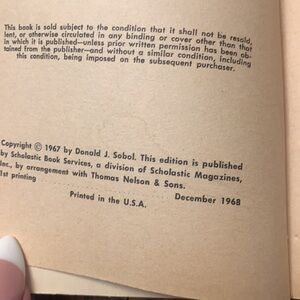 This book is sold subject to the condition that it shall not be resold,
lent, or otherwise circulated in any binding or cover other than that
in which it is published—unless prior written permission has been ob-
tained from the publisher—and without a similar condition, including
this condition, being imposed on the subsequent purchaser.
Copyright © 1967 by Donald J. Sobol. This edition is published
by Scholastic Book Services, a division of Scholastic Magazines,
Inc., by arrangement with Thomas Nelson & Sons.
1st printing ........ December 1968
Printed in the U.S.A.